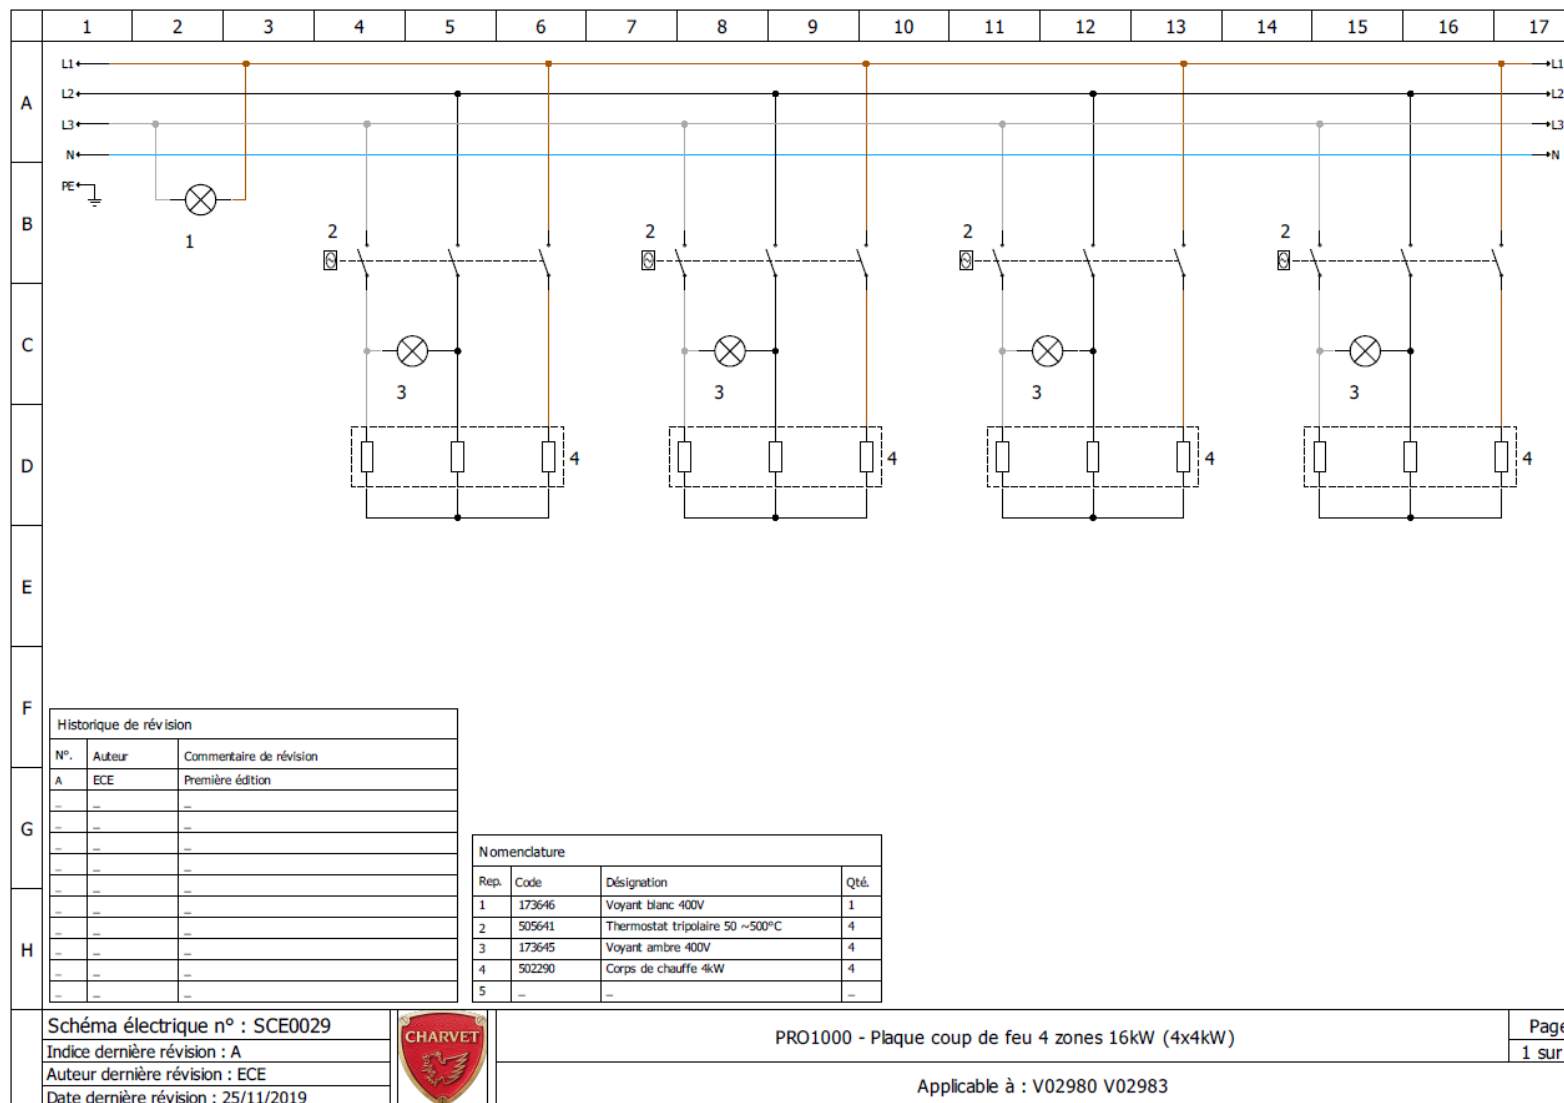 1 2 3 4 5 6 7 8 9 10 11 12 13 14 15 16 17
L1 L1
A L2 L2
L3 L3
N N
PE
B
1
2 2 2 2
C
3 3 3 3
D 4 4 4 4
E
F
Historique de révision
N°. Auteur Commentaire de révision
A ECE Première édition
_ _ _
_ _ _
G _ _ _
_ _ _
_ _ _
_ _ _
_ _ _
H _ _ _
_ _ _
_ _ _
Nomenclature
Rep. Code Désignation Qté.
1 173646 Voyant blanc 400V 1
2 505641 Thermostat tripolaire 50 ~500°C 4
3 173645 Voyant ambre 400V 4
4 502290 Corps de chauffe 4kW 4
5 _ _ _
Schéma électrique n° : SCE0029
Indice dernière révision : A
Auteur dernière révision : ECE
Date dernière révision : 25/11/2019
CHARVET
PRO1000 - Plaque coup de feu 4 zones 16kW (4x4kW)
Applicable à : V02980 V02983
Page
1 sur